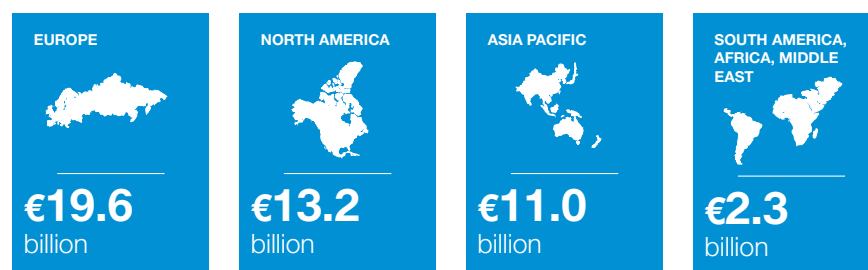 EUROPE
€19.6
billion
NORTH AMERICA
€13.2
billion
ASIA PACIFIC
€11.0
billion
SOUTH AMERICA,
AFRICA, MIDDLE
EAST
€2.3
billion